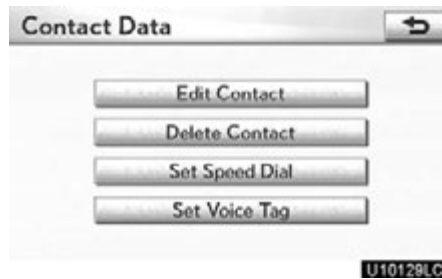 Contact Data
Edit Contact
Delete Contact
Set Speed Dial
Set Voice Tag
U10129LC